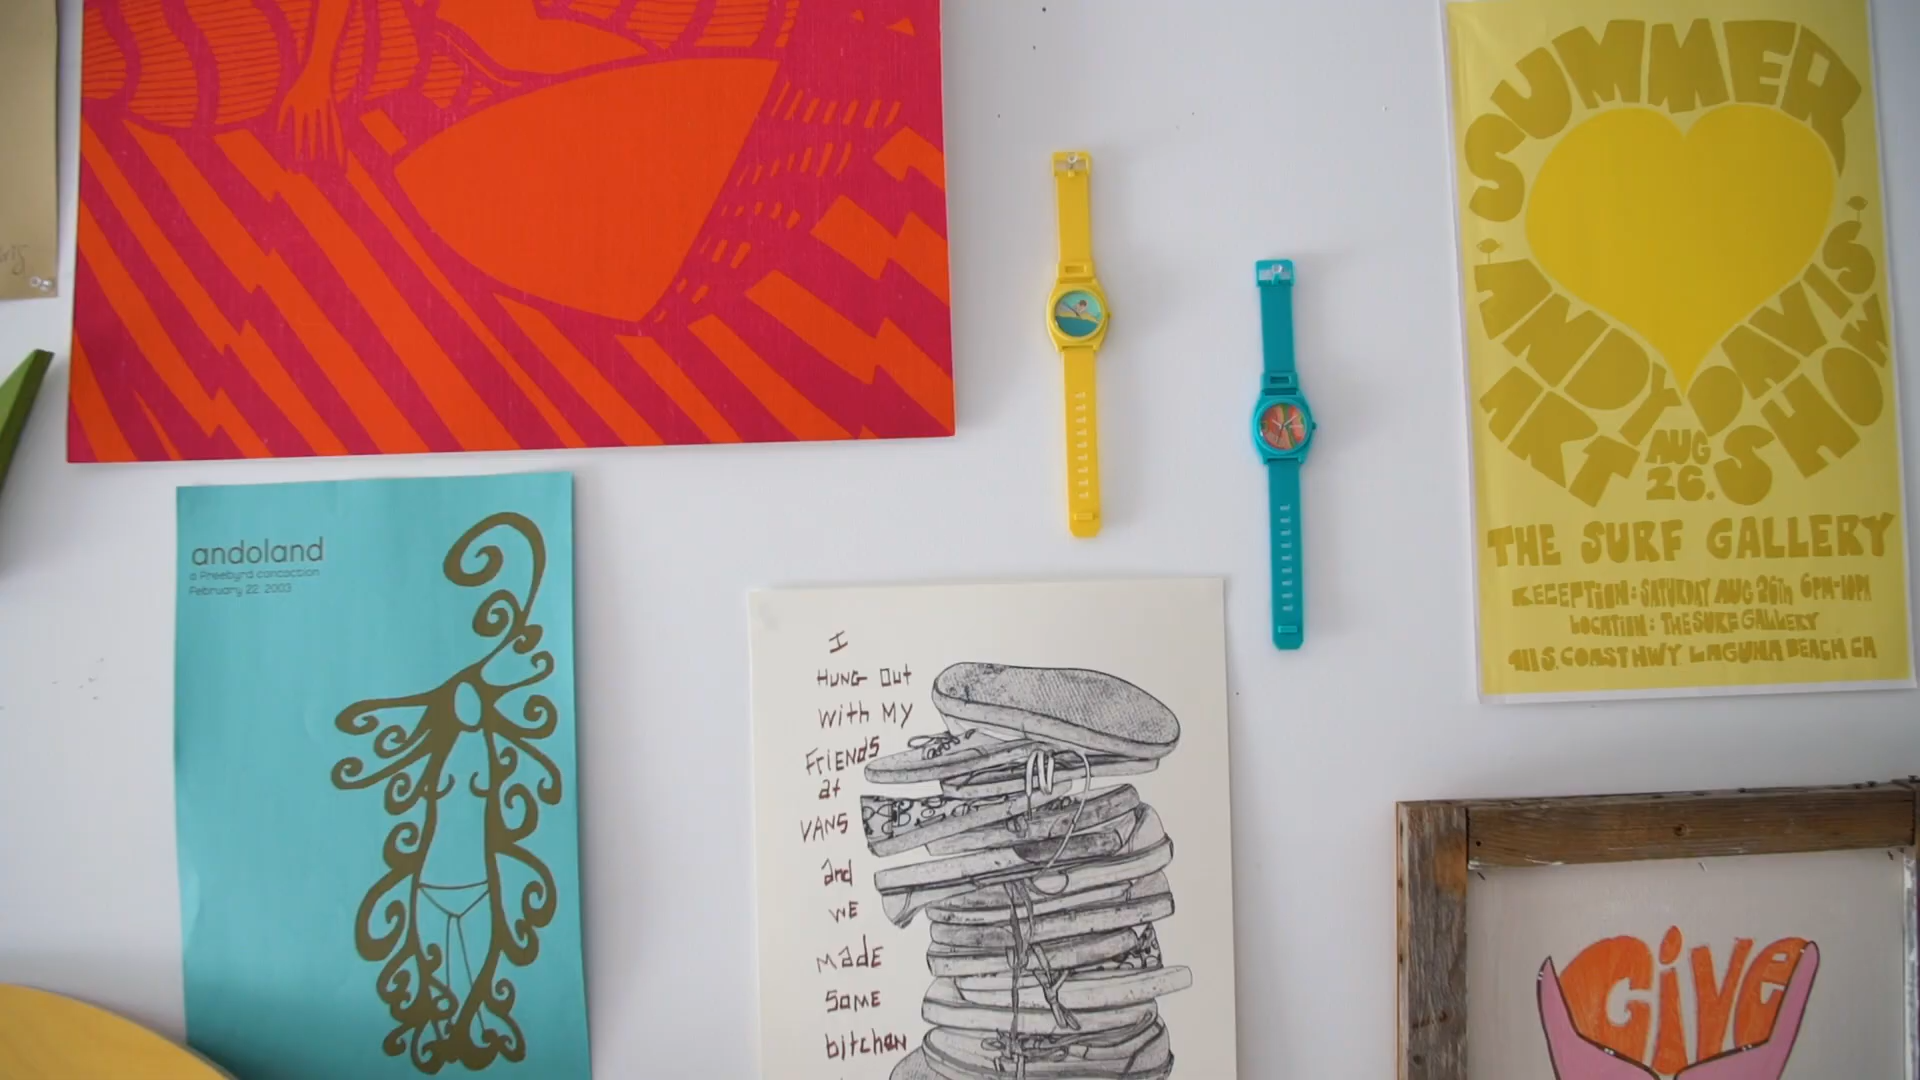 SUMMER
ANDY DAVIS
ART SHOW
AUG
26.
THE SURF GALLERY
RECEPTION: SATURDAY AUG 26th 6PM-10PM
LOCATION: THE SURF GALLERY
411 S. COAST HWY LAGUNA BEACH CA
andoland
a Freebyrd concoction
February 22, 2003
I
HUNG OUT
with MY
FriENDS
at
VANS
and
WE
MadE
SOME
bitchen
GiVe